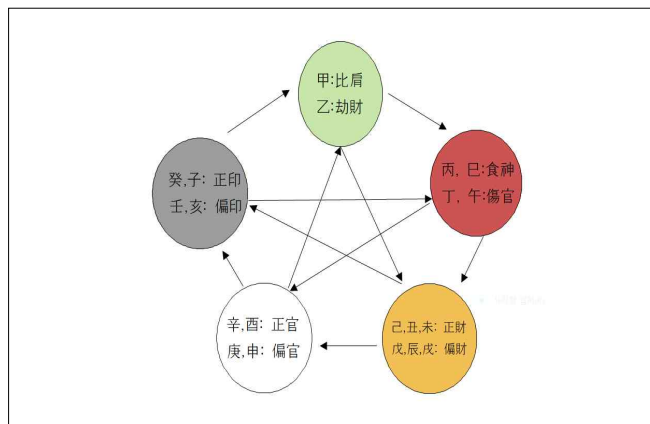 甲:比肩
乙:劫財
丙, 巳:食神
丁, 午:傷官
癸,子: 正印
壬,亥: 偏印
辛,酉: 正官
庚,申: 偏官
己,丑,未: 正財
戊,辰,戌: 偏財